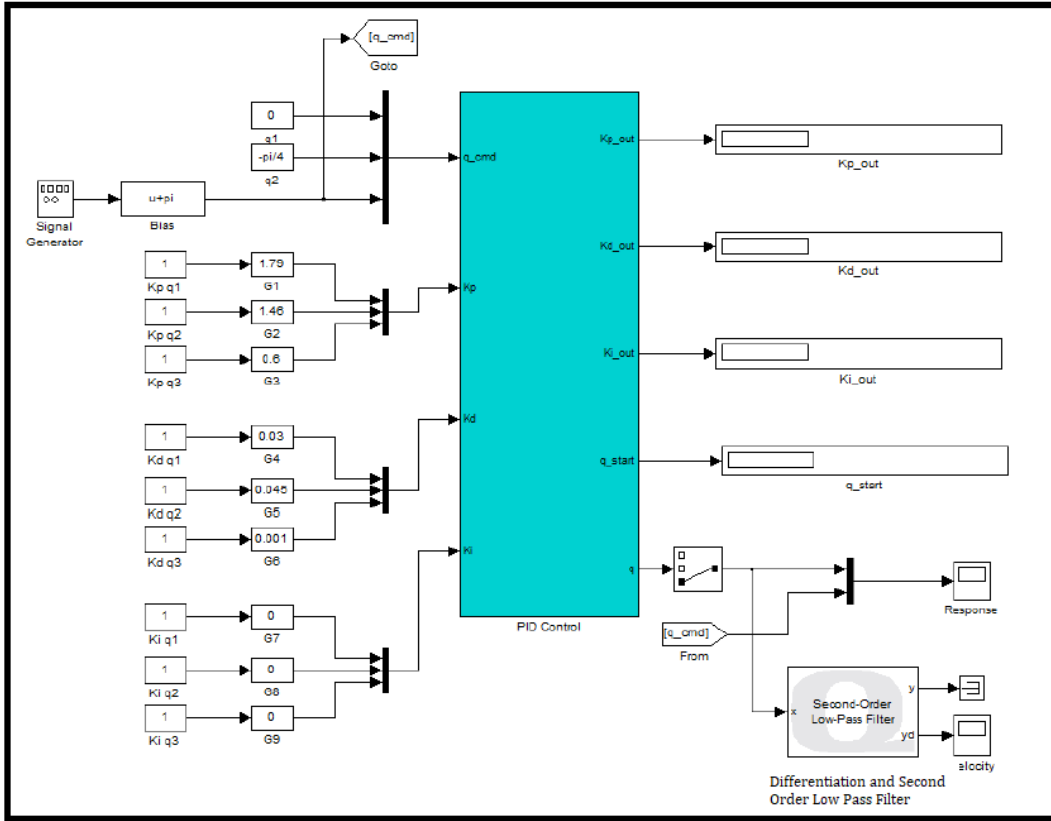 [q_cmd]
Goto
0
q1
-pi/4
q2
Signal
Generator
u+pi
Bias
1
Kp q1
1.79
G1
1
Kp q2
1.46
G2
1
Kp q3
0.6
G3
1
Kd q1
0.03
G4
1
Kd q2
0.045
G5
1
Kd q3
0.001
G6
1
Ki q1
0
G7
1
Ki q2
0
G8
1
Ki q3
0
G9
q_cmd
Kp
Kd
Ki
Kp_out
Kd_out
Ki_out
q_start
q
PID Control
Kp_out
Kd_out
Ki_out
q_start
Response
[q_cmd]
From
x
Second-Order
Low-Pass Filter
y
yd
elocity
Differentiation and Second
Order Low Pass Filter